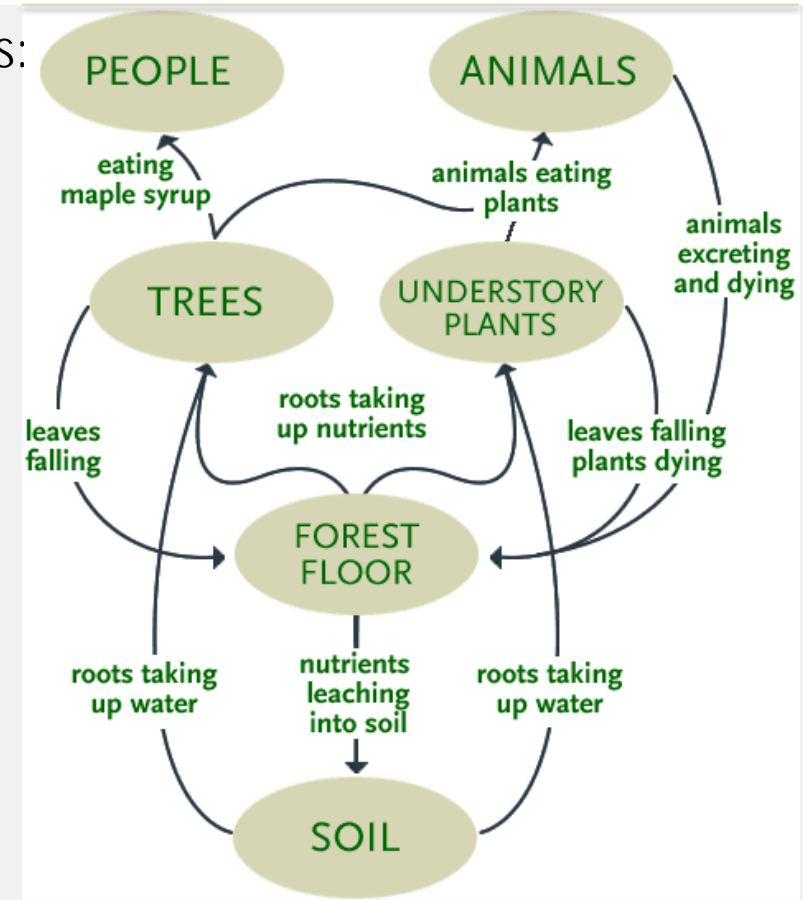 s:
PEOPLE
ANIMALS
eating
maple syrup
animals eating
plants
animals
excreting
and dying
TREES
UNDERSTORY
PLANTS
roots taking
up nutrients
leaves
falling
leaves falling
plants dying
FOREST
FLOOR
roots taking
up water
nutrients
leaching
into soil
roots taking
up water
SOIL